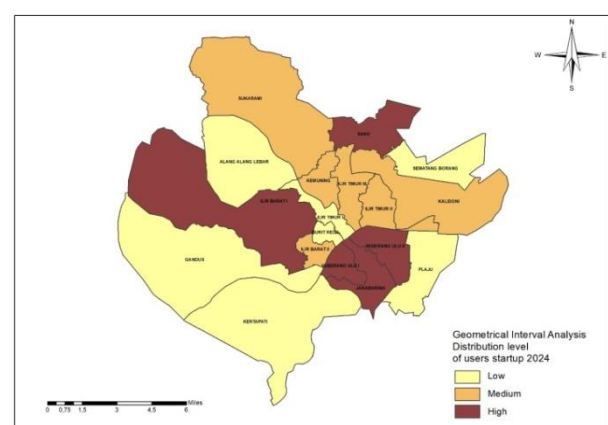 N
W E
S
SUKARAMI
SAKO
ALANG ALANG LEBAR
SEMATANG BORANG
KEMUNING
ILIR TIMUR III
KALIDONI
ILIR BARAT I
ILIR TIMUR I
ILIR TIMUR II
BUKIT KECIL
SEBERANG ULU II
ILIR BARAT II
GANDUS
SEBERANG ULU I
PLAJU
JAKABARING
KERTAPATI
Geometrical Interval Analysis
Distribution level
of users startup 2024
Low
Medium
High
Miles
0 0,75 1,5 3 4,5 6